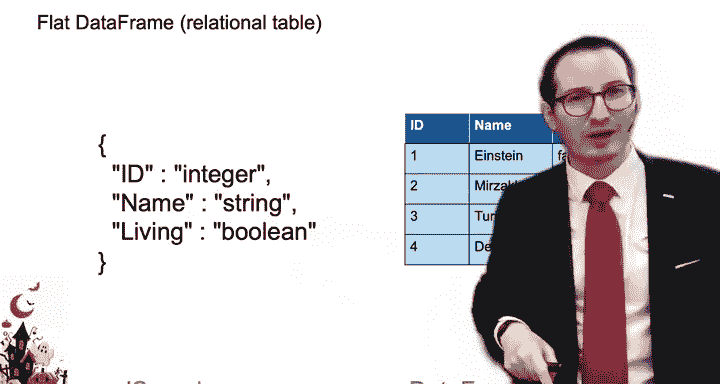 Flat DataFrame (relational table)
{
"ID" : "integer",
"Name" : "string",
"Living" : "boolean"
}
ID Name
1 Einstein
2
3
4